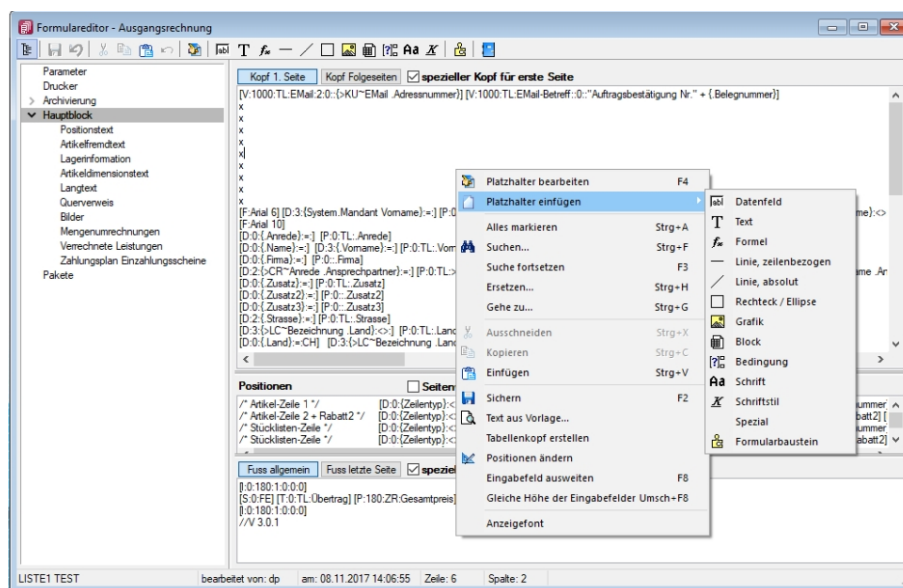 Formulareditor - Ausgangsrechnung
Parameter
Drucker
Archivierung
Hauptblock
Positionstext
Artikelfremdtext
Lagerinformation
Artikeldimensionstext
Langtext
Querverweis
Bilder
Mengenumrechnungen
Verrechnete Leistungen
Zahlungsplan Einzahlungsscheine
Pakete
Kopf 1. Seite Kopf Folgeseiten spezieller Kopf für erste Seite
[V:1000:TL:EMail:2:0::{>KU~EMail .Adressnummer}] [V:1000:TL:EMail-Betreff::0::"Auftragsbestätigung Nr." + {.Belegnummer}]
x
x
x
x
x
x
x
x
[F:Arial 6] [D:3:{System.Mandant Vorname}:=:] [P:0 me}:<>
[F:Arial 10]
[D:0:{.Anrede}:=:] [P:0:TL:.Anrede]
[D:0:{.Name}:=:] [D:3:{.Vorname}:=:] [P:0:TL:.Vorn
[D:0:{.Firma}:=:] [P:0::.Firma]
[D:2:{>CR~Anrede .Ansprechpartner}:=:] [P:0:TL:> me .Ar
[D:0:{.Zusatz}:=:] [P:0:TL:.Zusatz]
[D:0:{.Zusatz2}:=:] [P:0::.Zusatz2]
[D:0:{.Zusatz3}:=:] [P:0::.Zusatz3]
[D:2:{.Strasse}:=:] [P:0:TL:.Strasse]
[D:3:{>LC~Bezeichnung .Land}:<>:] [P:0:TL:.Land
[D:0:{.Land}:=:CH] [D:3:{>LC~Bezeichnung .Land
Positionen Seiten
/* Artikel-Zeile 1 */ [D:0:{Zeilentyp}:< ummer
/* Artikel-Zeile 2 + Rabatt2 */ [D:0:{Zeilentyp}:< batt2] [
/* Stücklisten-Zeile */ [D:0:{Zeilentyp}:< nummer
/* Stücklisten-Zeile */ [D:0:{Zeilentyp}:< abatt2]
Fuss allgemein Fuss letzte Seite speziel
[I:0:180:1:0:0:0]
[S:0:FE] [T:0:TL:Übertrag] [P:180:ZR:Gesamtpreis]
[I:0:180:1:0:0:0]
//V 3.0.1
Platzhalter bearbeiten F4
Platzhalter einfügen
Alles markieren Strg+A
Suchen... Strg+F
Suche fortsetzen F3
Ersetzen... Strg+H
Gehe zu... Strg+G
Ausschneiden Strg+X
Kopieren Strg+C
Einfügen Strg+V
Sichern F2
Text aus Vorlage...
Tabellenkopf erstellen
Positionen ändern
Eingabefeld ausweiten F8
Gleiche Höhe der Eingabefelder Umsch+F8
Anzeigefont
Datenfeld
Text
Formel
Linie, zeilenbezogen
Linie, absolut
Rechteck / Ellipse
Grafik
Block
Bedingung
Schrift
Schriftstil
Spezial
Formularbaustein
LISTE1 TEST bearbeitet von: dp am: 08.11.2017 14:06:55 Zeile: 6 Spalte: 2